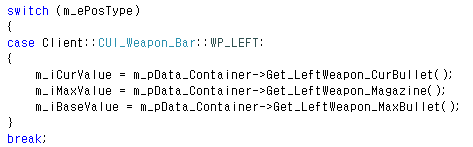 switch (m_ePosType)
{
case Client::CUI_Weapon_Bar::WP_LEFT:
{
    m_iCurValue = m_pData_Container->Get_LeftWeapon_CurBullet();
    m_iMaxValue = m_pData_Container->Get_LeftWeapon_Magazine();
    m_iBaseValue = m_pData_Container->Get_LeftWeapon_MaxBullet();
}
break;